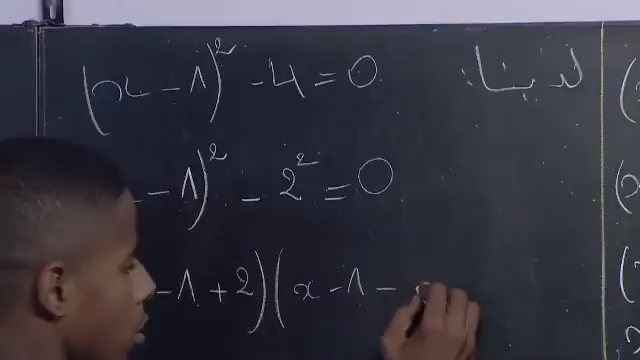 لدينا: (x - 1)² - 4 = 0
- 1)² - 2² = 0
- 1 + 2)(x - 1 -